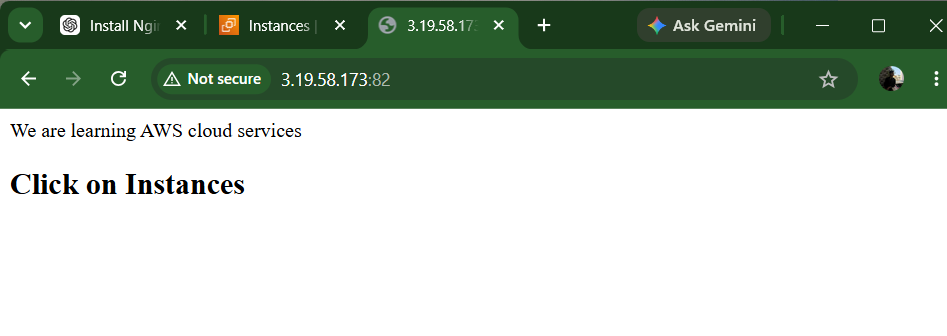 Install Ngi
Instances |
3.19.58.17
Ask Gemini
Not secure
3.19.58.173:82
We are learning AWS cloud services
Click on Instances